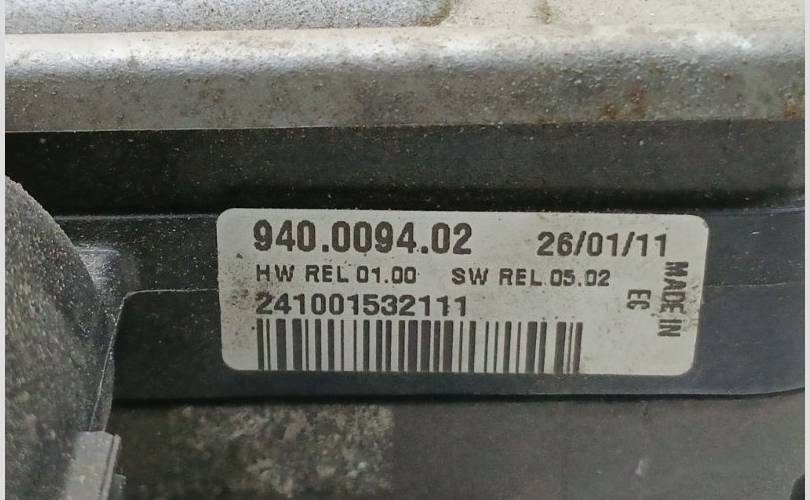 940.0094.02 26/01/11
HW REL 01.00 SW REL.05.02
241001532111
MADE IN
EC